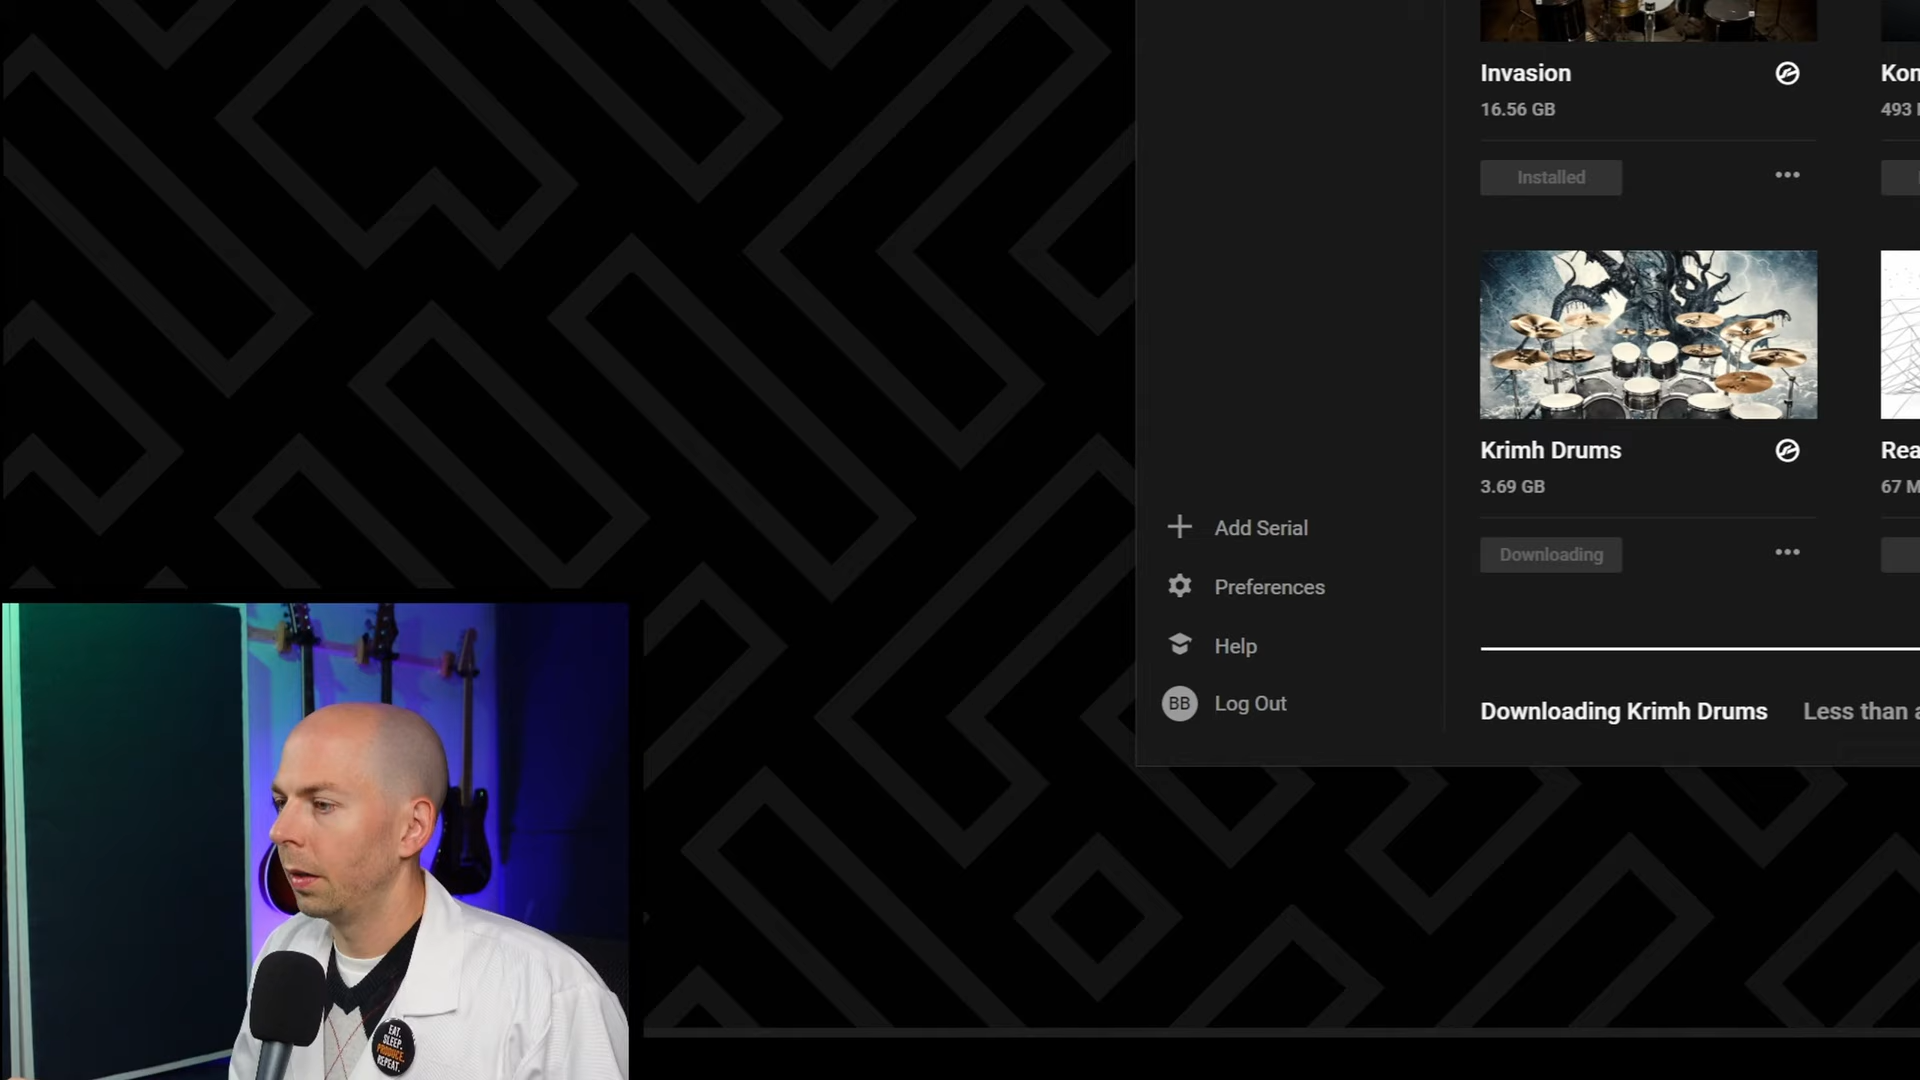 Invasion
16.56 GB
Installed
Kon
493
Krimh Drums
3.69 GB
Downloading
Rea
67 M
Add Serial
Preferences
Help
BB Log Out
Downloading Krimh Drums Less than a
EAT.
SLEEP.
PRODUCE.
REPEAT.